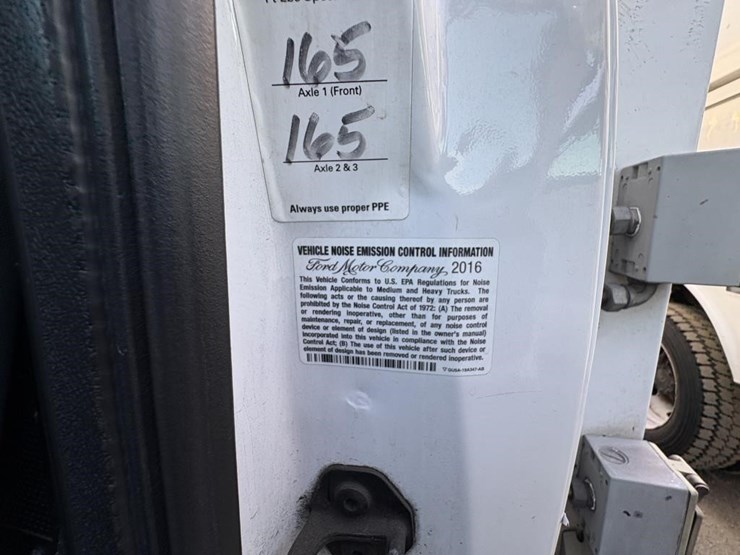 165
Axle 1 (Front)
165
Axle 2 & 3
Always use proper PPE
VEHICLE NOISE EMISSION CONTROL INFORMATION
Ford Motor Company, 2016
This Vehicle Conforms to U.S. EPA Regulations for Noise
Emission Applicable to Medium and Heavy Trucks. The
following acts or the causing thereof by any person are
prohibited by the Noise Control Act of 1972: (A) The removal
or rendering inoperative, other than for purposes of
maintenance, repair, or replacement, of any noise control
device or element of design (listed in the owner's manual)
incorporated into this vehicle in compliance with the Noise
Control Act; (B) The use of this vehicle after such device or
element of design has been removed or rendered inoperative.